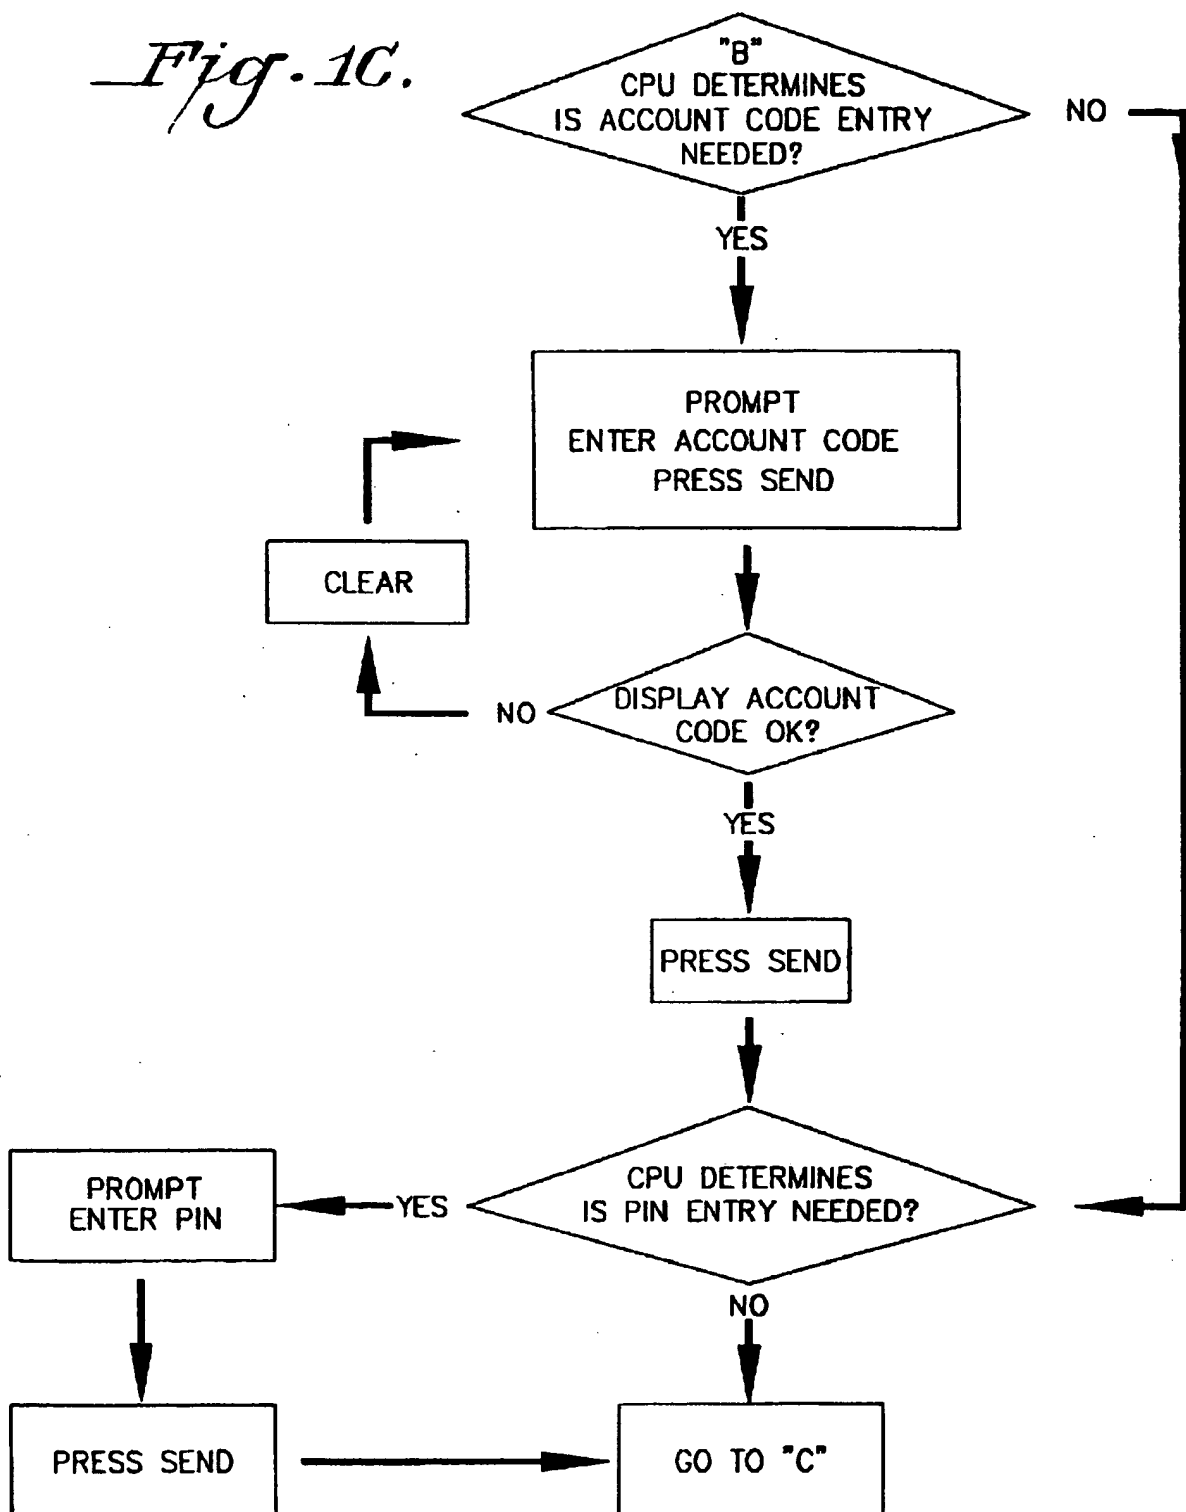 Fig. 1C.
"B"
CPU DETERMINES
IS ACCOUNT CODE ENTRY
NEEDED?
NO
YES
PROMPT
ENTER ACCOUNT CODE
PRESS SEND
CLEAR
NO
DISPLAY ACCOUNT
CODE OK?
YES
PRESS SEND
CPU DETERMINES
IS PIN ENTRY NEEDED?
YES
PROMPT
ENTER PIN
NO
PRESS SEND
GO TO "C"